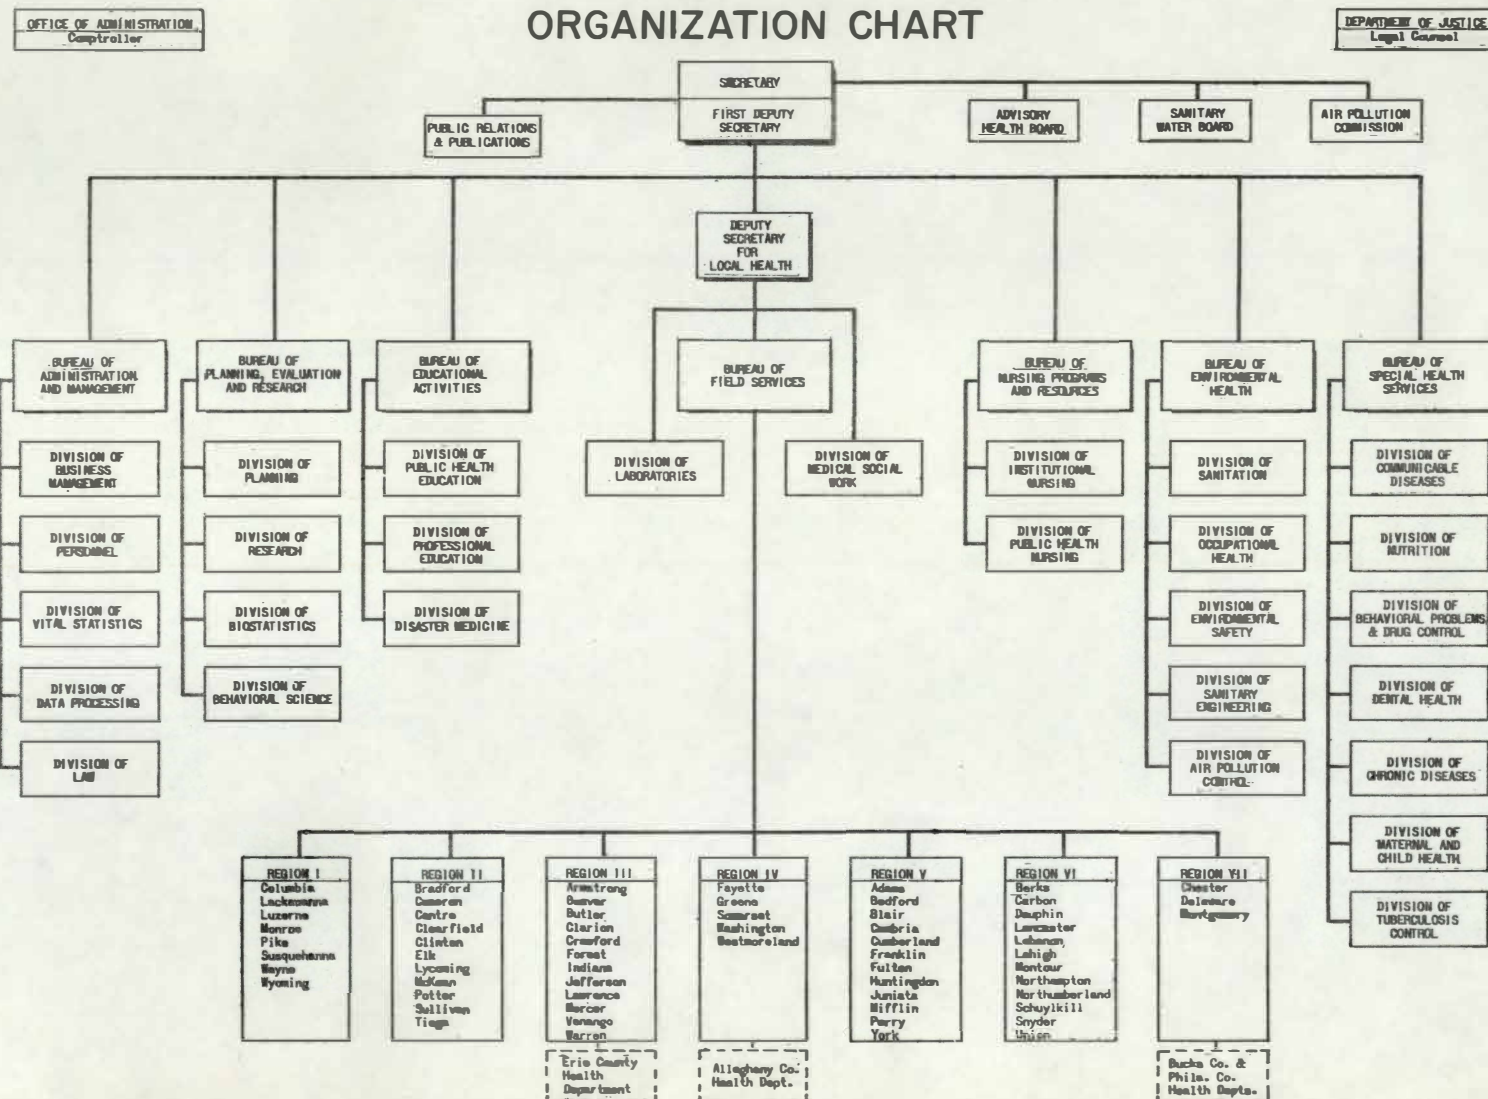 OFFICE OF ADMINISTRATION
Comptroller
ORGANIZATION CHART
DEPARTMENT OF JUSTICE
Legal Counsel
SECRETARY
FIRST DEPUTY
SECRETARY
PUBLIC RELATIONS
& PUBLICATIONS
ADVISORY
HEALTH BOARD
SANITARY
WATER BOARD
AIR POLLUTION
COMMISSION
DEPUTY
SECRETARY
FOR
LOCAL HEALTH
BUREAU OF
ADMINISTRATION
AND MANAGEMENT
DIVISION OF
BUSINESS
MANAGEMENT
DIVISION OF
PERSONNEL
DIVISION OF
VITAL STATISTICS
DIVISION OF
DATA PROCESSING
DIVISION OF
LAW
BUREAU OF
PLANNING, EVALUATION
AND RESEARCH
DIVISION OF
PLANNING
DIVISION OF
RESEARCH
DIVISION OF
BIOSTATISTICS
DIVISION OF
BEHAVIORAL SCIENCE
BUREAU OF
EDUCATIONAL
ACTIVITIES
DIVISION OF
PUBLIC HEALTH
EDUCATION
DIVISION OF
PROFESSIONAL
EDUCATION
DIVISION OF
DISASTER MEDICINE
BUREAU OF
FIELD SERVICES
DIVISION OF
LABORATORIES
DIVISION OF
MEDICAL SOCIAL
WORK
BUREAU OF
NURSING PROGRAMS
AND RESOURCES
DIVISION OF
INSTITUTIONAL
NURSING
DIVISION OF
PUBLIC HEALTH
NURSING
BUREAU OF
ENVIRONMENTAL
HEALTH
DIVISION OF
SANITATION
DIVISION OF
OCCUPATIONAL
HEALTH
DIVISION OF
ENVIRONMENTAL
SAFETY
DIVISION OF
SANITARY
ENGINEERING
DIVISION OF
AIR POLLUTION
CONTROL
BUREAU OF
SPECIAL HEALTH
SERVICES
DIVISION OF
COMMUNICABLE
DISEASES
DIVISION OF
NUTRITION
DIVISION OF
BEHAVIORAL PROBLEMS
& DRUG CONTROL
DIVISION OF
DENTAL HEALTH
DIVISION OF
CHRONIC DISEASES
DIVISION OF
MATERNAL AND
CHILD HEALTH
DIVISION OF
TUBERCULOSIS
CONTROL
REGION I
Columbia
Lackawanna
Luzerne
Monroe
Pike
Susquehanna
Wayne
Wyoming
REGION II
Bradford
Cameron
Centre
Clearfield
Clinton
Elk
Lycoming
McKean
Potter
Sullivan
Tioga
REGION III
Armstrong
Beaver
Butler
Clarion
Crawford
Forest
Indiana
Jefferson
Lawrence
Mercer
Venango
Warren
Erie County
Health
Department
REGION IV
Fayette
Greene
Somerset
Washington
Westmoreland
Allegheny Co.
Health Dept.
REGION V
Adams
Bedford
Blair
Cambria
Cumberland
Franklin
Fulton
Huntingdon
Juniata
Mifflin
Perry
York
REGION VI
Berks
Carbon
Dauphin
Lancaster
Lebanon
Lehigh
Montour
Northampton
Northumberland
Schuylkill
Snyder
Union
REGION VII
Chester
Delaware
Montgomery
Bucks Co. &
Phila. Co.
Health Depts.